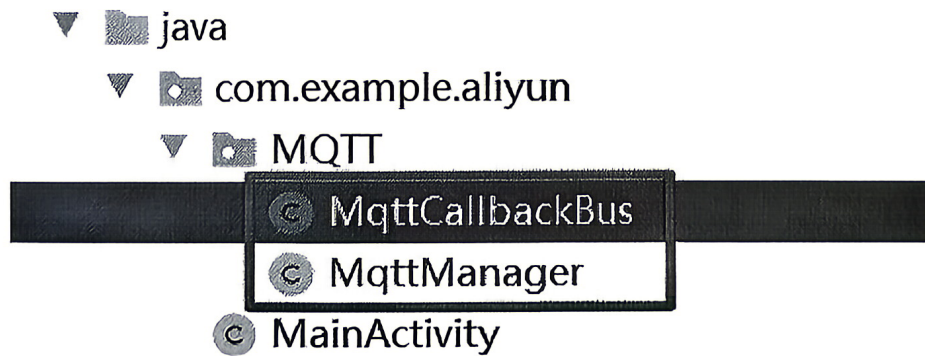 java
com.example.aliyun
MQTT
MqttCallbackBus
MqttManager
MainActivity